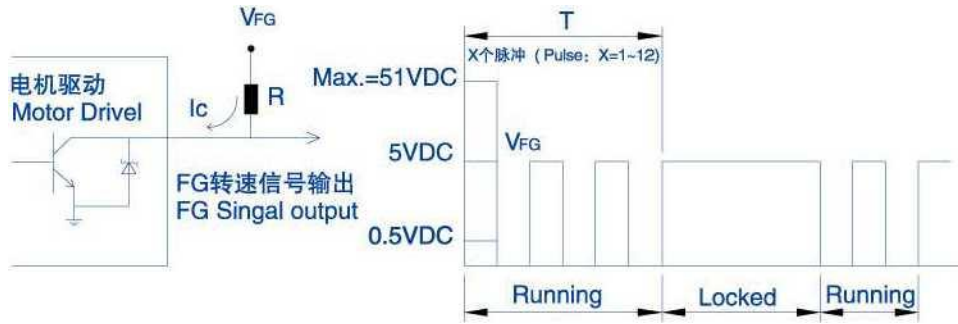 VFG
电机驱动
Motor Drivel
Ic
R
FG转速信号输出
FG Singal output
T
X个脉冲 ( Pulse: X=1~12)
Max.=51VDC
VFG
5VDC
0.5VDC
Running
Locked
Running